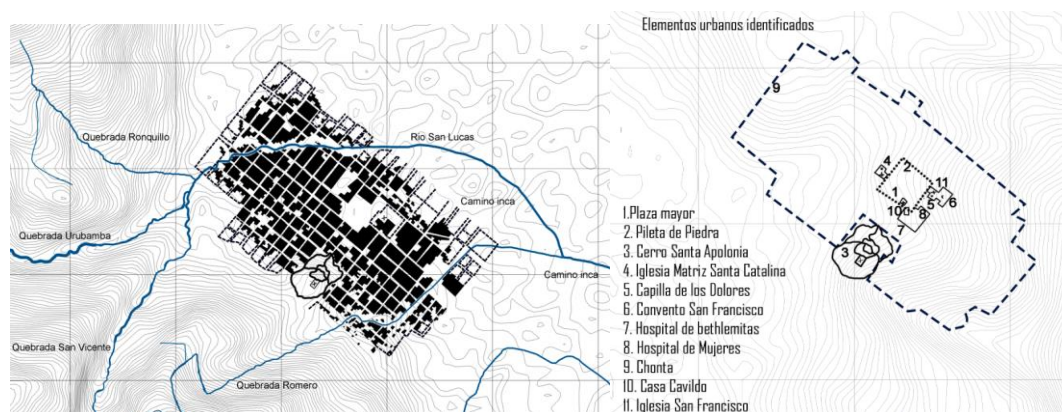 Quebrada Ronquillo
Río San Lucas
Camino inca
Quebrada Urubamba
Camino inca
Quebrada San Vicente
Quebrada Romero
Elementos urbanos identificados
9
4
2
11
1
5
6
10
8
7
3
1.Plaza mayor
2. Pileta de Piedra
3. Cerro Santa Apolonia
4. Iglesia Matriz Santa Catalina
5. Capilla de los Dolores
6. Convento San Francisco
7. Hospital de bethlemitas
8. Hospital de Mujeres
9. Chonta
10. Casa Cavildo
11. Iglesia San Francisco